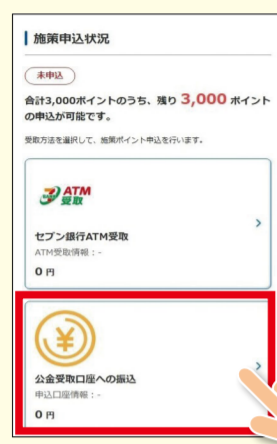 施策申込状況
未申込
合計3,000ポイントのうち、残り 3,000 ポイント
の申込が可能です。
受取方法を選択して、施策ポイント申込を行います。
ATM
受取
セブン銀行ATM受取
ATM受取情報：-
0 円
¥
公金受取口座への振込
申込口座情報：-
0 円